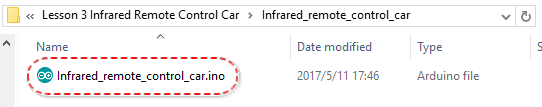 « Lesson 3 Infrared Remote Control Car › Infrared_remote_control_car
Name Date modified Type
Infrared_remote_control_car.ino 2017/5/11 17:46 Arduino file